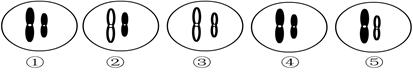 ① ② ③ ④ ⑤